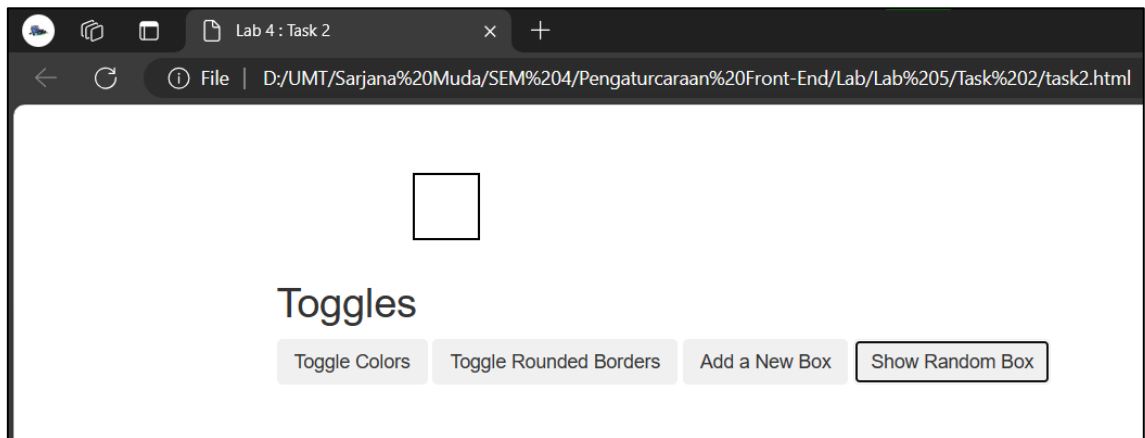 Lab 4 : Task 2
File | D:/UMT/Sarjana%20Muda/SEM%204/Pengaturcaraan%20Front-End/Lab/Lab%205/Task%202/task2.html
Toggles
Toggle Colors Toggle Rounded Borders Add a New Box Show Random Box